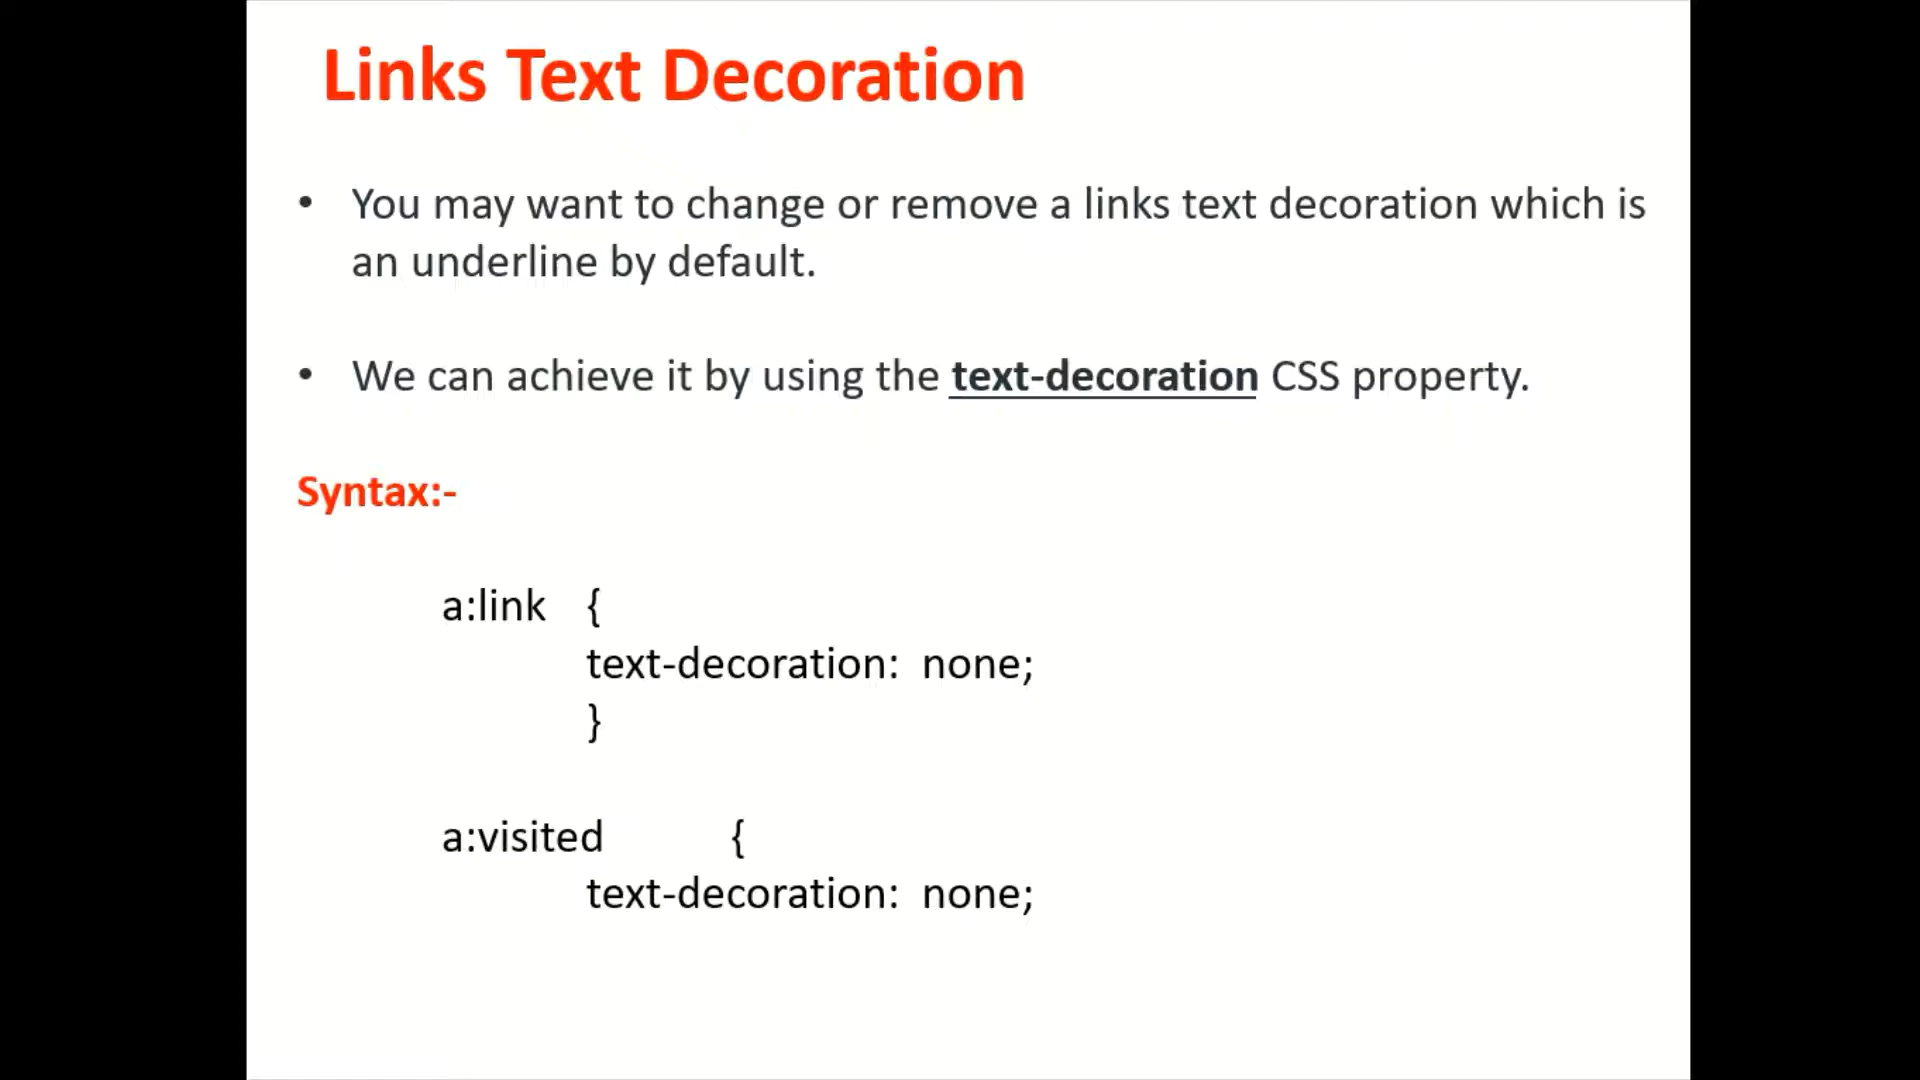 Links Text Decoration
• You may want to change or remove a links text decoration which is
an underline by default.
• We can achieve it by using the text-decoration CSS property.
Syntax:-
a:link {
text-decoration: none;
}
a:visited {
text-decoration: none;